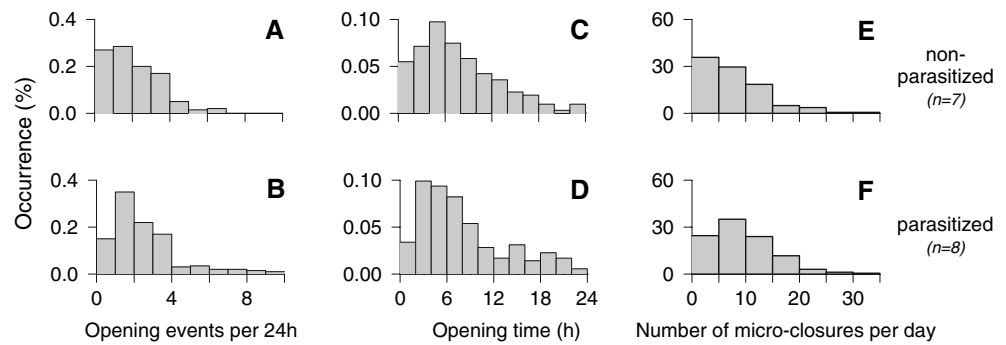 Occurrence (%)
0.4
0.2
0.0
A
0.10
0.05
0.00
C
60
30
0
E
non-
parasitized
(n=7)
0.4
0.2
0.0
B
0 4 8
Opening events per 24h
0.10
0.05
0.00
D
0 6 12 18 24
Opening time (h)
60
30
0
F
0 10 20 30
Number of micro-closures per day
parasitized
(n=8)